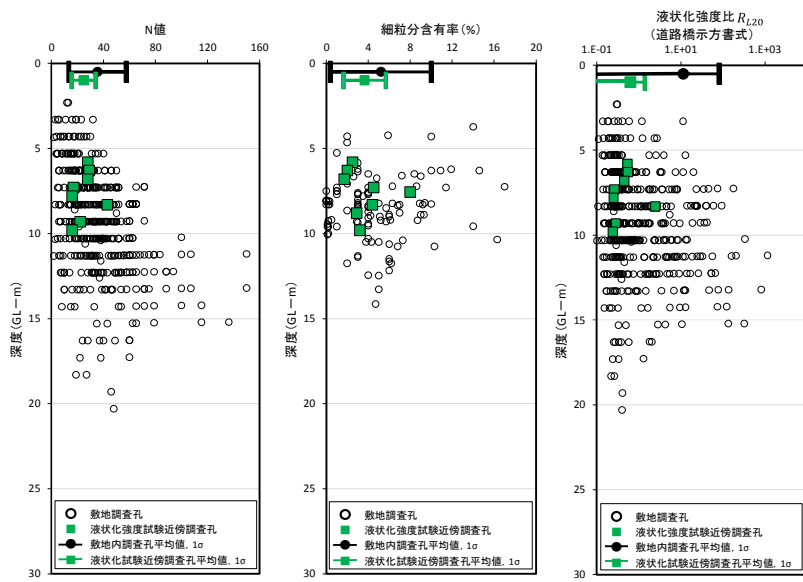 N値
0 40 80 120 160
0
5
10
15
20
25
30
深度(GL－m)
敷地調査孔
液状化強度試験近傍調査孔
敷地内調査孔平均値, 1σ
液状化試験近傍調査孔平均値, 1σ
細粒分含有率(%)
0 4 8 12 16 20
0
5
10
15
20
25
30
深度(GL－m)
敷地調査孔
液状化強度試験近傍調査孔
敷地内調査孔平均値, 1σ
液状化試験近傍調査孔平均値, 1σ
液状化強度比 RL20
(道路橋示方書式)
1.E-01 1.E+01 1.E+03
0
5
10
15
20
25
30
深度(GL－m)
敷地調査孔
液状化強度試験近傍調査孔
敷地内調査孔平均値, 1σ
液状化試験近傍調査孔平均値, 1σ